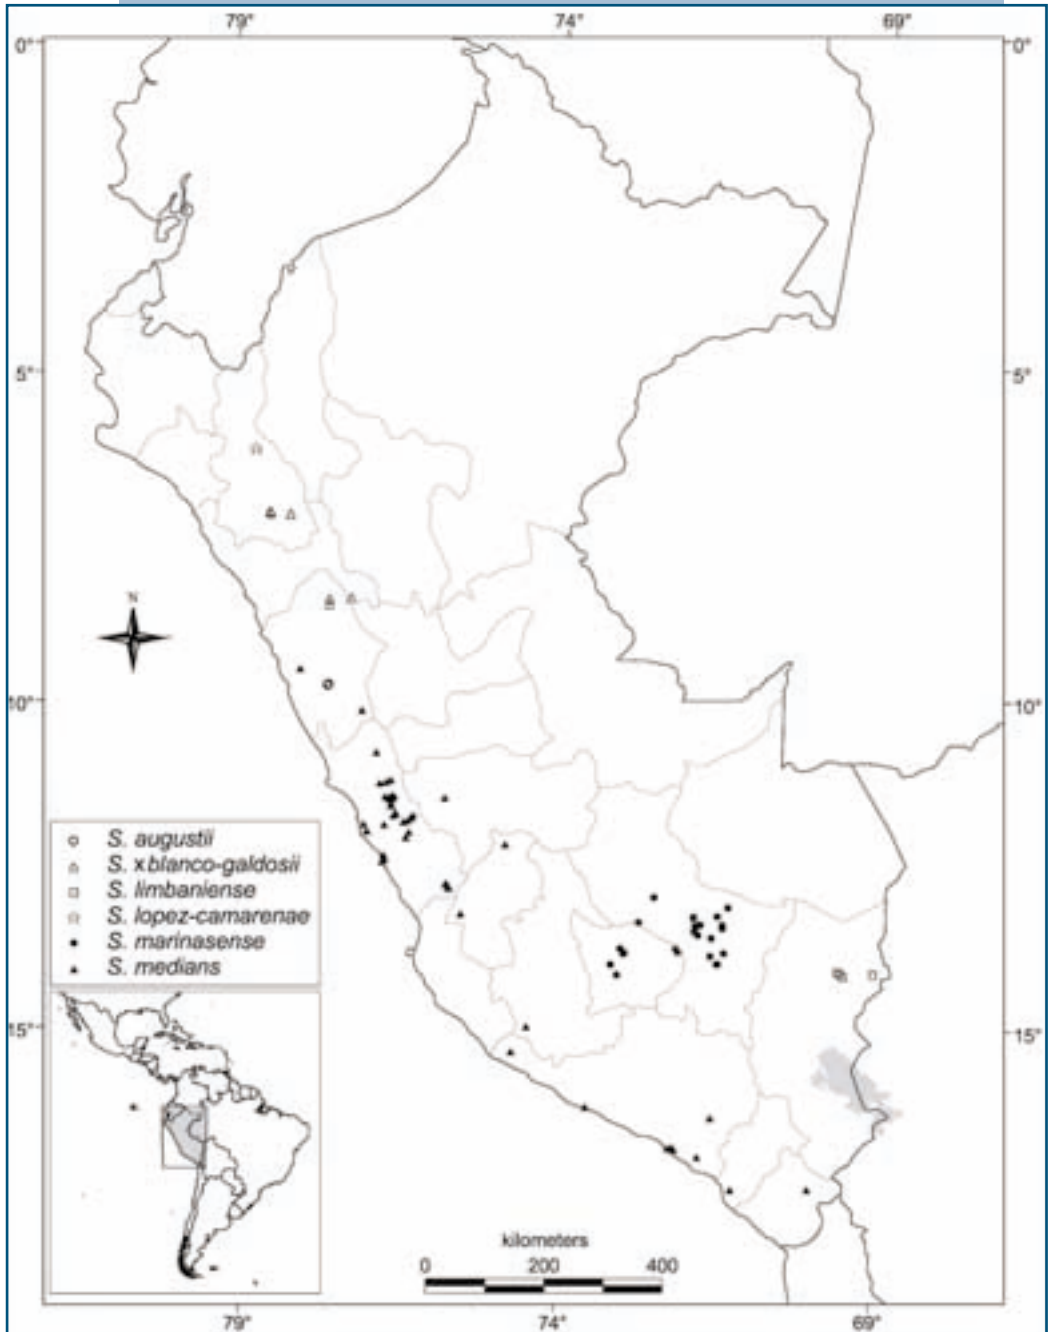 79° 74° 69°
0° 0°
5° 5°
N
10° 10°
S. augustii
S. xblanco-galdosii
S. limbaniense
S. lopez-camarenae
S. marinasense
S. medians
15° 15°
kilometers
0 200 400
79° 74° 69°